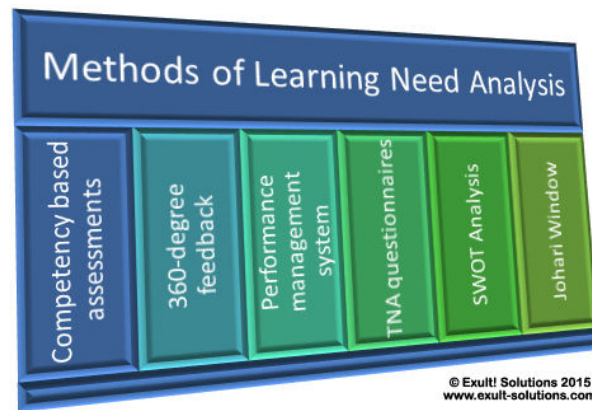 Methods of Learning Need Analysis
Competency based
assessments
360-degree
feedback
Performance
management
system
TNA questionnaires
SWOT Analysis
Johari Window
© Exult! Solutions 2015
www.exult-solutions.com